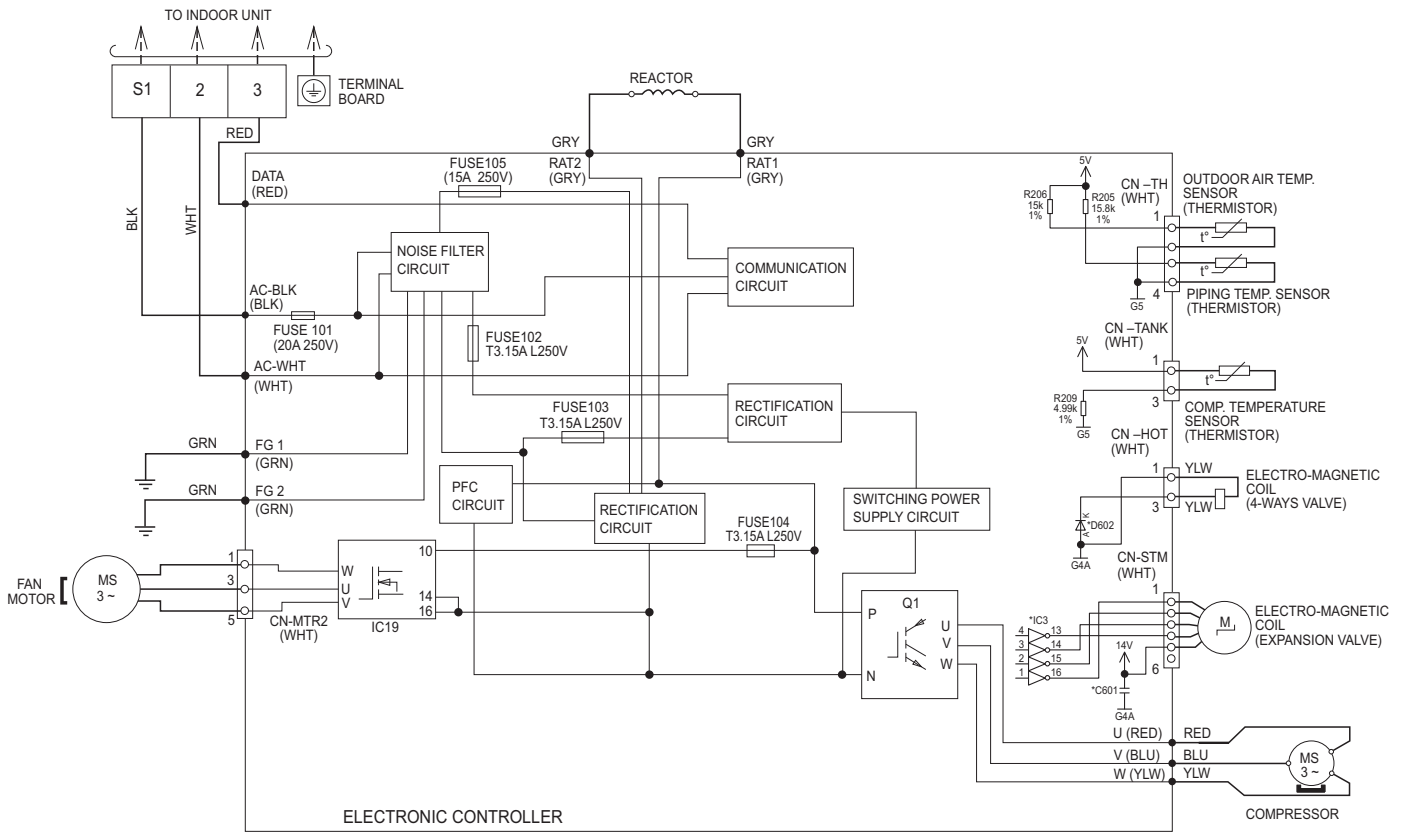 TO INDOOR UNIT
S1
2
3
TERMINAL
BOARD
RED
BLK
WHT
REACTOR
GRY
GRY
RAT2
(GRY)
RAT1
(GRY)
DATA
(RED)
FUSE105
(15A 250V)
NOISE FILTER
CIRCUIT
COMMUNICATION
CIRCUIT
AC-BLK
(BLK)
FUSE 101
(20A 250V)
FUSE102
T3.15A L250V
AC-WHT
(WHT)
FUSE103
T3.15A L250V
RECTIFICATION
CIRCUIT
GRN
FG 1
(GRN)
GRN
FG 2
(GRN)
PFC
CIRCUIT
RECTIFICATION
CIRCUIT
SWITCHING POWER
SUPPLY CIRCUIT
FUSE104
T3.15A L250V
FAN
MOTOR
MS
3 ~
1
3
5
CN-MTR2
(WHT)
W
U
V
10
14
16
IC19
Q1
P
N
U
V
W
5V
R206
15k
1%
R205
15.8k
1%
CN –TH
(WHT)
1
4
G5
t°
t°
OUTDOOR AIR TEMP.
SENSOR
(THERMISTOR)
PIPING TEMP. SENSOR
(THERMISTOR)
CN –TANK
(WHT)
5V
1
3
t°
R209
4.99k
1%
G5
COMP. TEMPERATURE
SENSOR
(THERMISTOR)
CN –HOT
(WHT)
1
3
YLW
YLW
K
A
*D602
G4A
ELECTRO-MAGNETIC
COIL
(4-WAYS VALVE)
CN-STM
(WHT)
1
6
*IC3
4
13
3
14
2
15
1
16
14V
*C601
G4A
M
ELECTRO-MAGNETIC
COIL
(EXPANSION VALVE)
U (RED)
RED
V (BLU)
BLU
W (YLW)
YLW
MS
3 ~
COMPRESSOR
ELECTRONIC CONTROLLER